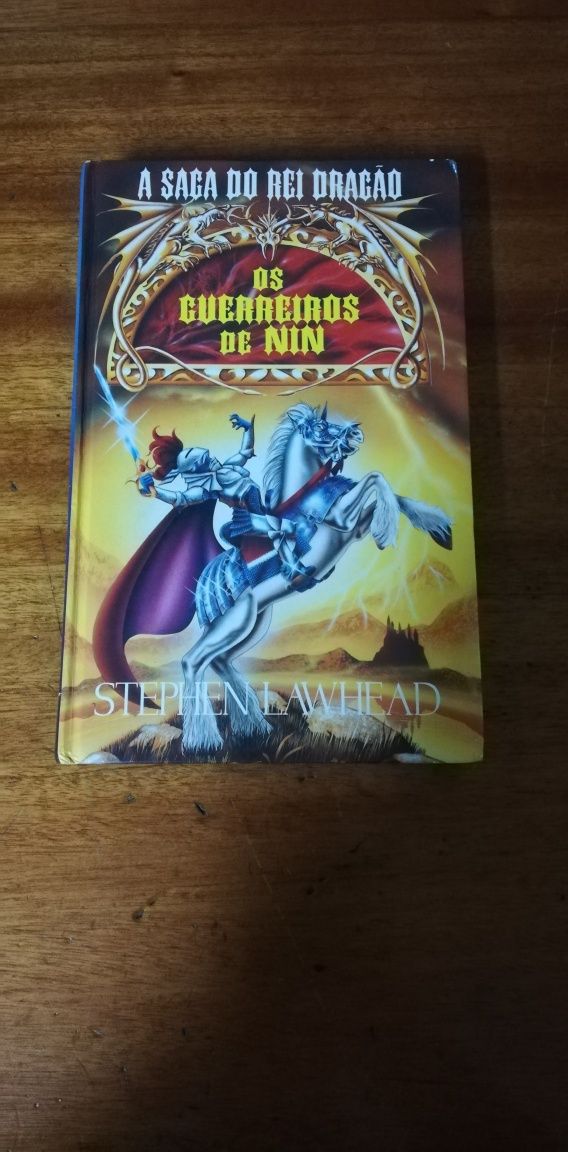 A SAGA DO REI DRAGÃO
OS
GUERREIROS
DE NIN
STEPHEN LAWHEAD